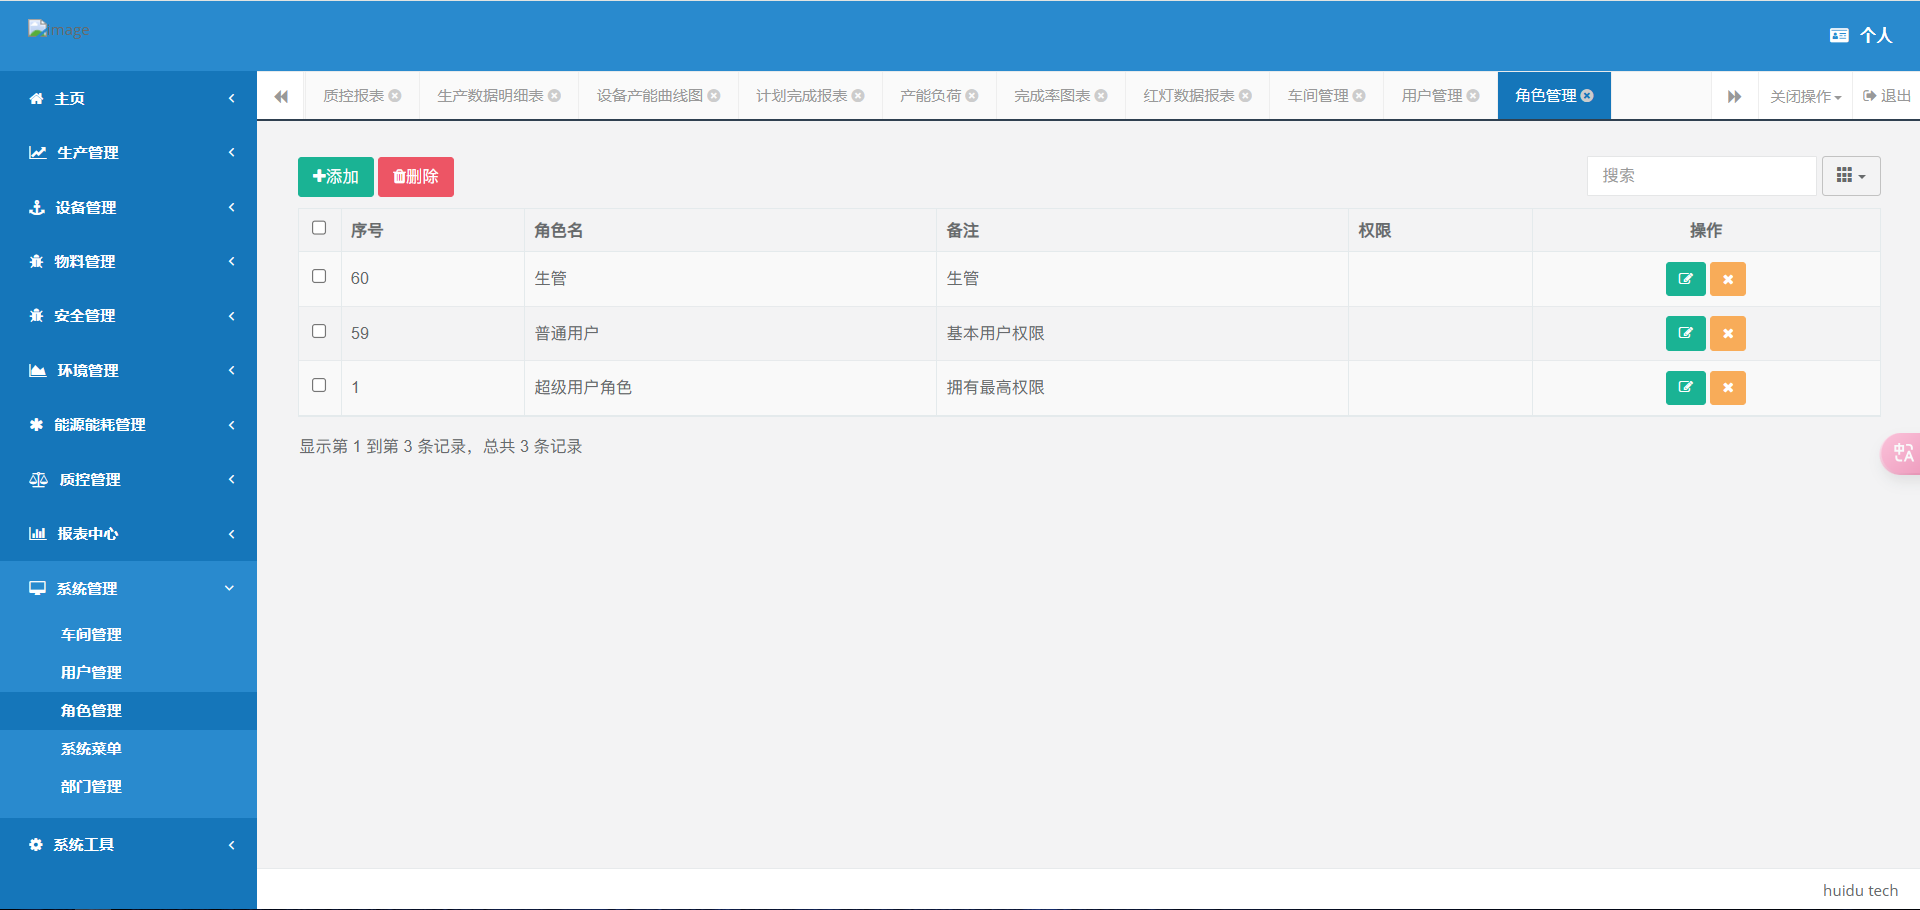 Image
个人
主页
生产管理
设备管理
物料管理
安全管理
环境管理
能源能耗管理
质控管理
报表中心
系统管理
车间管理
用户管理
角色管理
系统菜单
部门管理
系统工具
质控报表 生产数据明细表 设备产能曲线图 计划完成报表 产能负荷 完成率图表 红灯数据报表 车间管理 用户管理 角色管理 关闭操作 退出
添加 删除 搜索
序号 角色名 备注 权限 操作
60 生管 生管
59 普通用户 基本用户权限
1 超级用户角色 拥有最高权限
显示第 1 到第 3 条记录，总共 3 条记录
中A
huidu tech